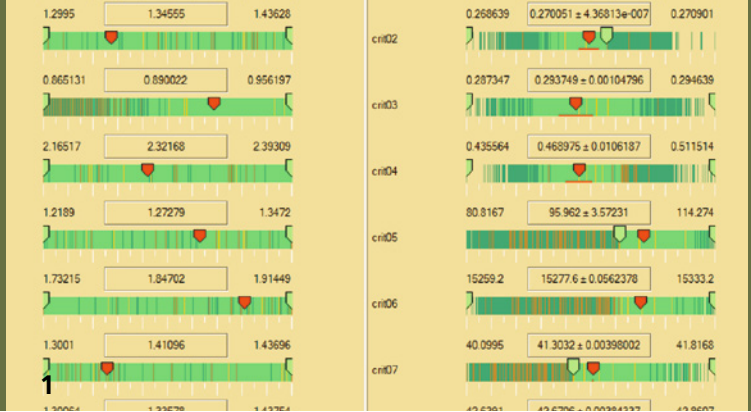 1.2995 1.34555 1.43628
0.268639 0.270051 ± 4.36813e-007 0.270901
crit02
0.865131 0.890022 0.956197
0.287347 0.293749 ± 0.00104796 0.294639
crit03
2.16517 2.32168 2.39309
0.435564 0.468975 ± 0.0106187 0.511514
crit04
1.2189 1.27279 1.3472
80.8167 95.962 ± 3.57231 114.274
crit05
1.73215 1.84702 1.91449
15259.2 15277.6 ± 0.0562378 15333.2
crit06
1.3001 1.41096 1.43696
40.0995 41.3032 ± 0.00398002 41.8168
crit07
1